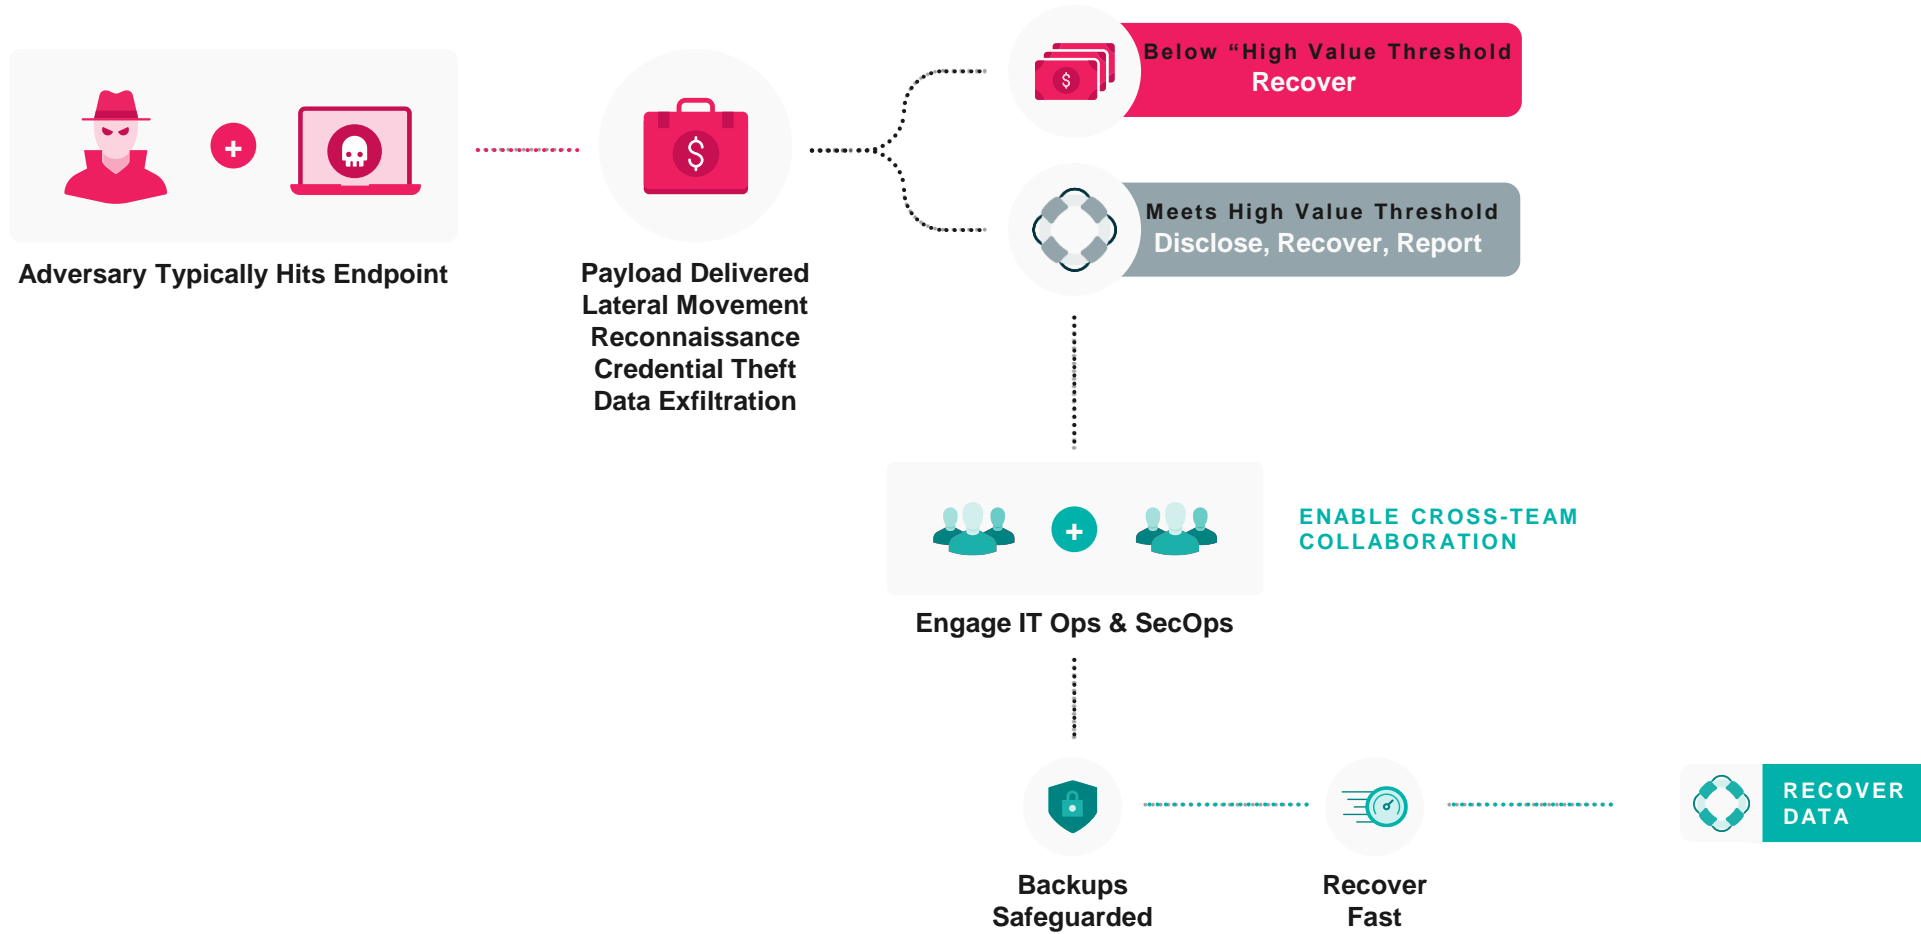 Below “High Value Threshold
Recover
Meets High Value Threshold
Disclose, Recover, Report
Adversary Typically Hits Endpoint
Payload Delivered
Lateral Movement
Reconnaissance
Credential Theft
Data Exfiltration
ENABLE CROSS-TEAM
COLLABORATION
Engage IT Ops & SecOps
RECOVER
DATA
Backups
Safeguarded
Recover
Fast